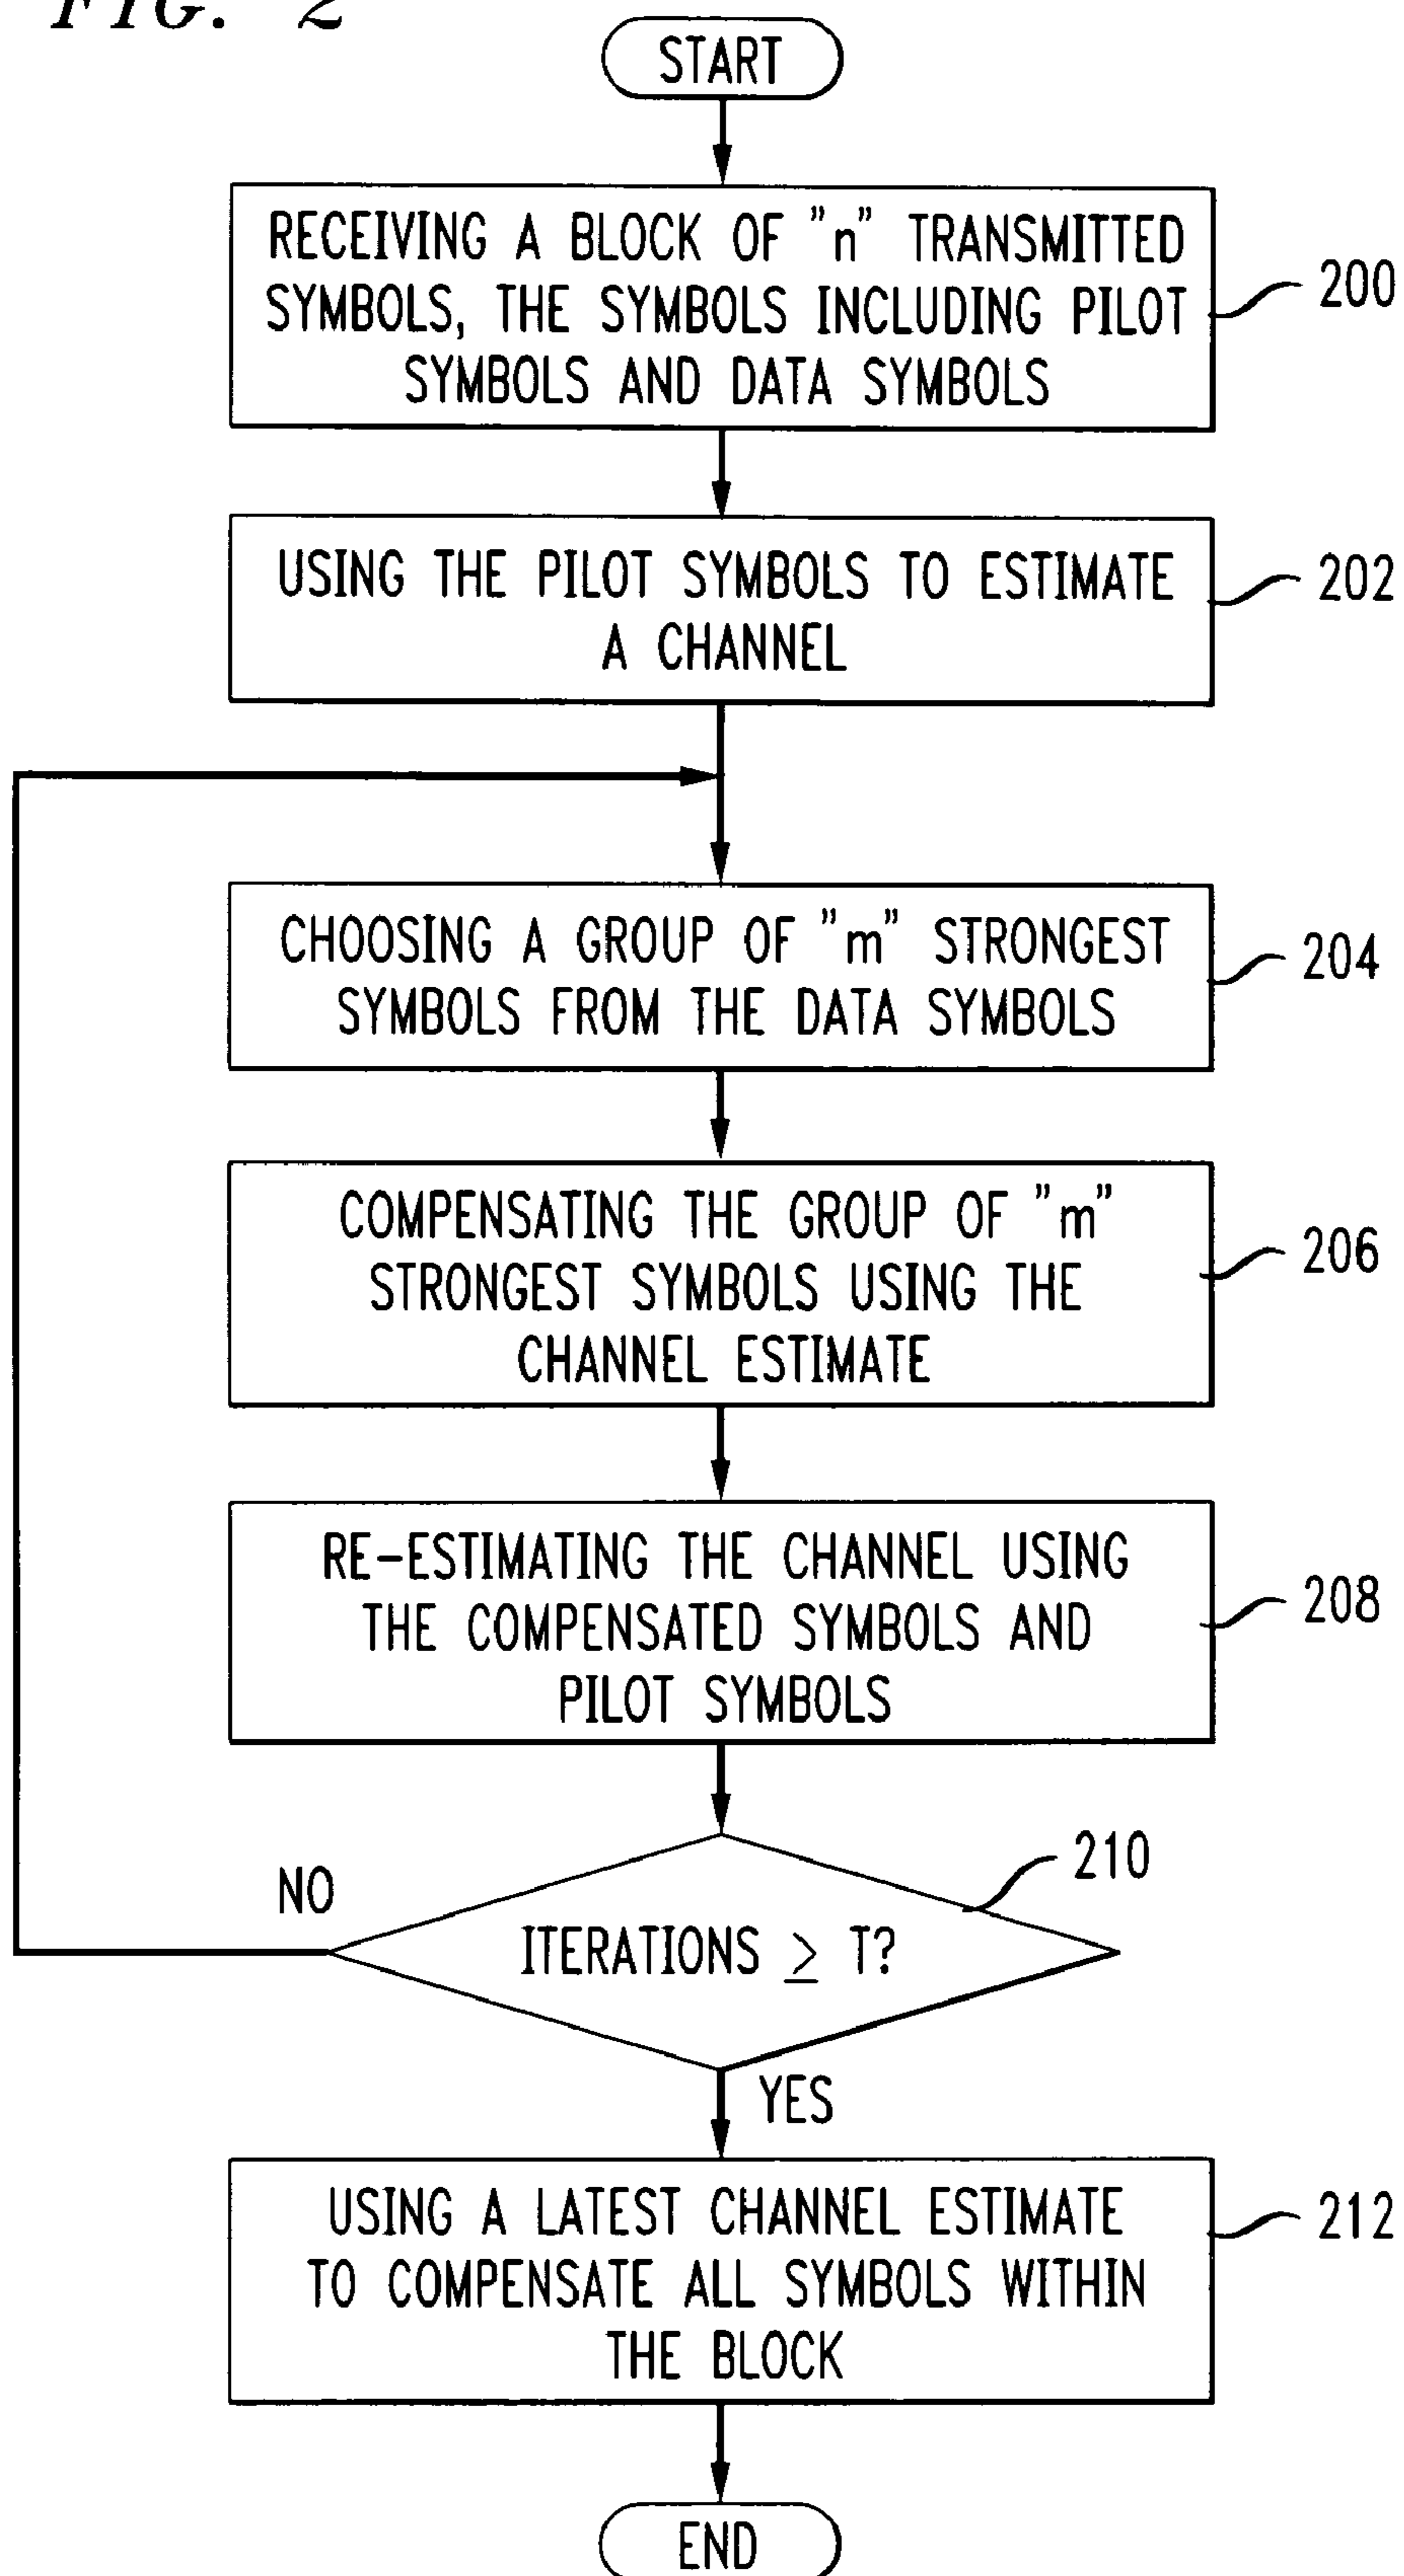 FIG. 2
START
RECEIVING A BLOCK OF "n" TRANSMITTED
SYMBOLS, THE SYMBOLS INCLUDING PILOT
SYMBOLS AND DATA SYMBOLS
200
USING THE PILOT SYMBOLS TO ESTIMATE
A CHANNEL
202
CHOOSING A GROUP OF "m" STRONGEST
SYMBOLS FROM THE DATA SYMBOLS
204
COMPENSATING THE GROUP OF "m"
STRONGEST SYMBOLS USING THE
CHANNEL ESTIMATE
206
RE-ESTIMATING THE CHANNEL USING
THE COMPENSATED SYMBOLS AND
PILOT SYMBOLS
208
210
NO
ITERATIONS ≥ T?
YES
USING A LATEST CHANNEL ESTIMATE
TO COMPENSATE ALL SYMBOLS WITHIN
THE BLOCK
212
END